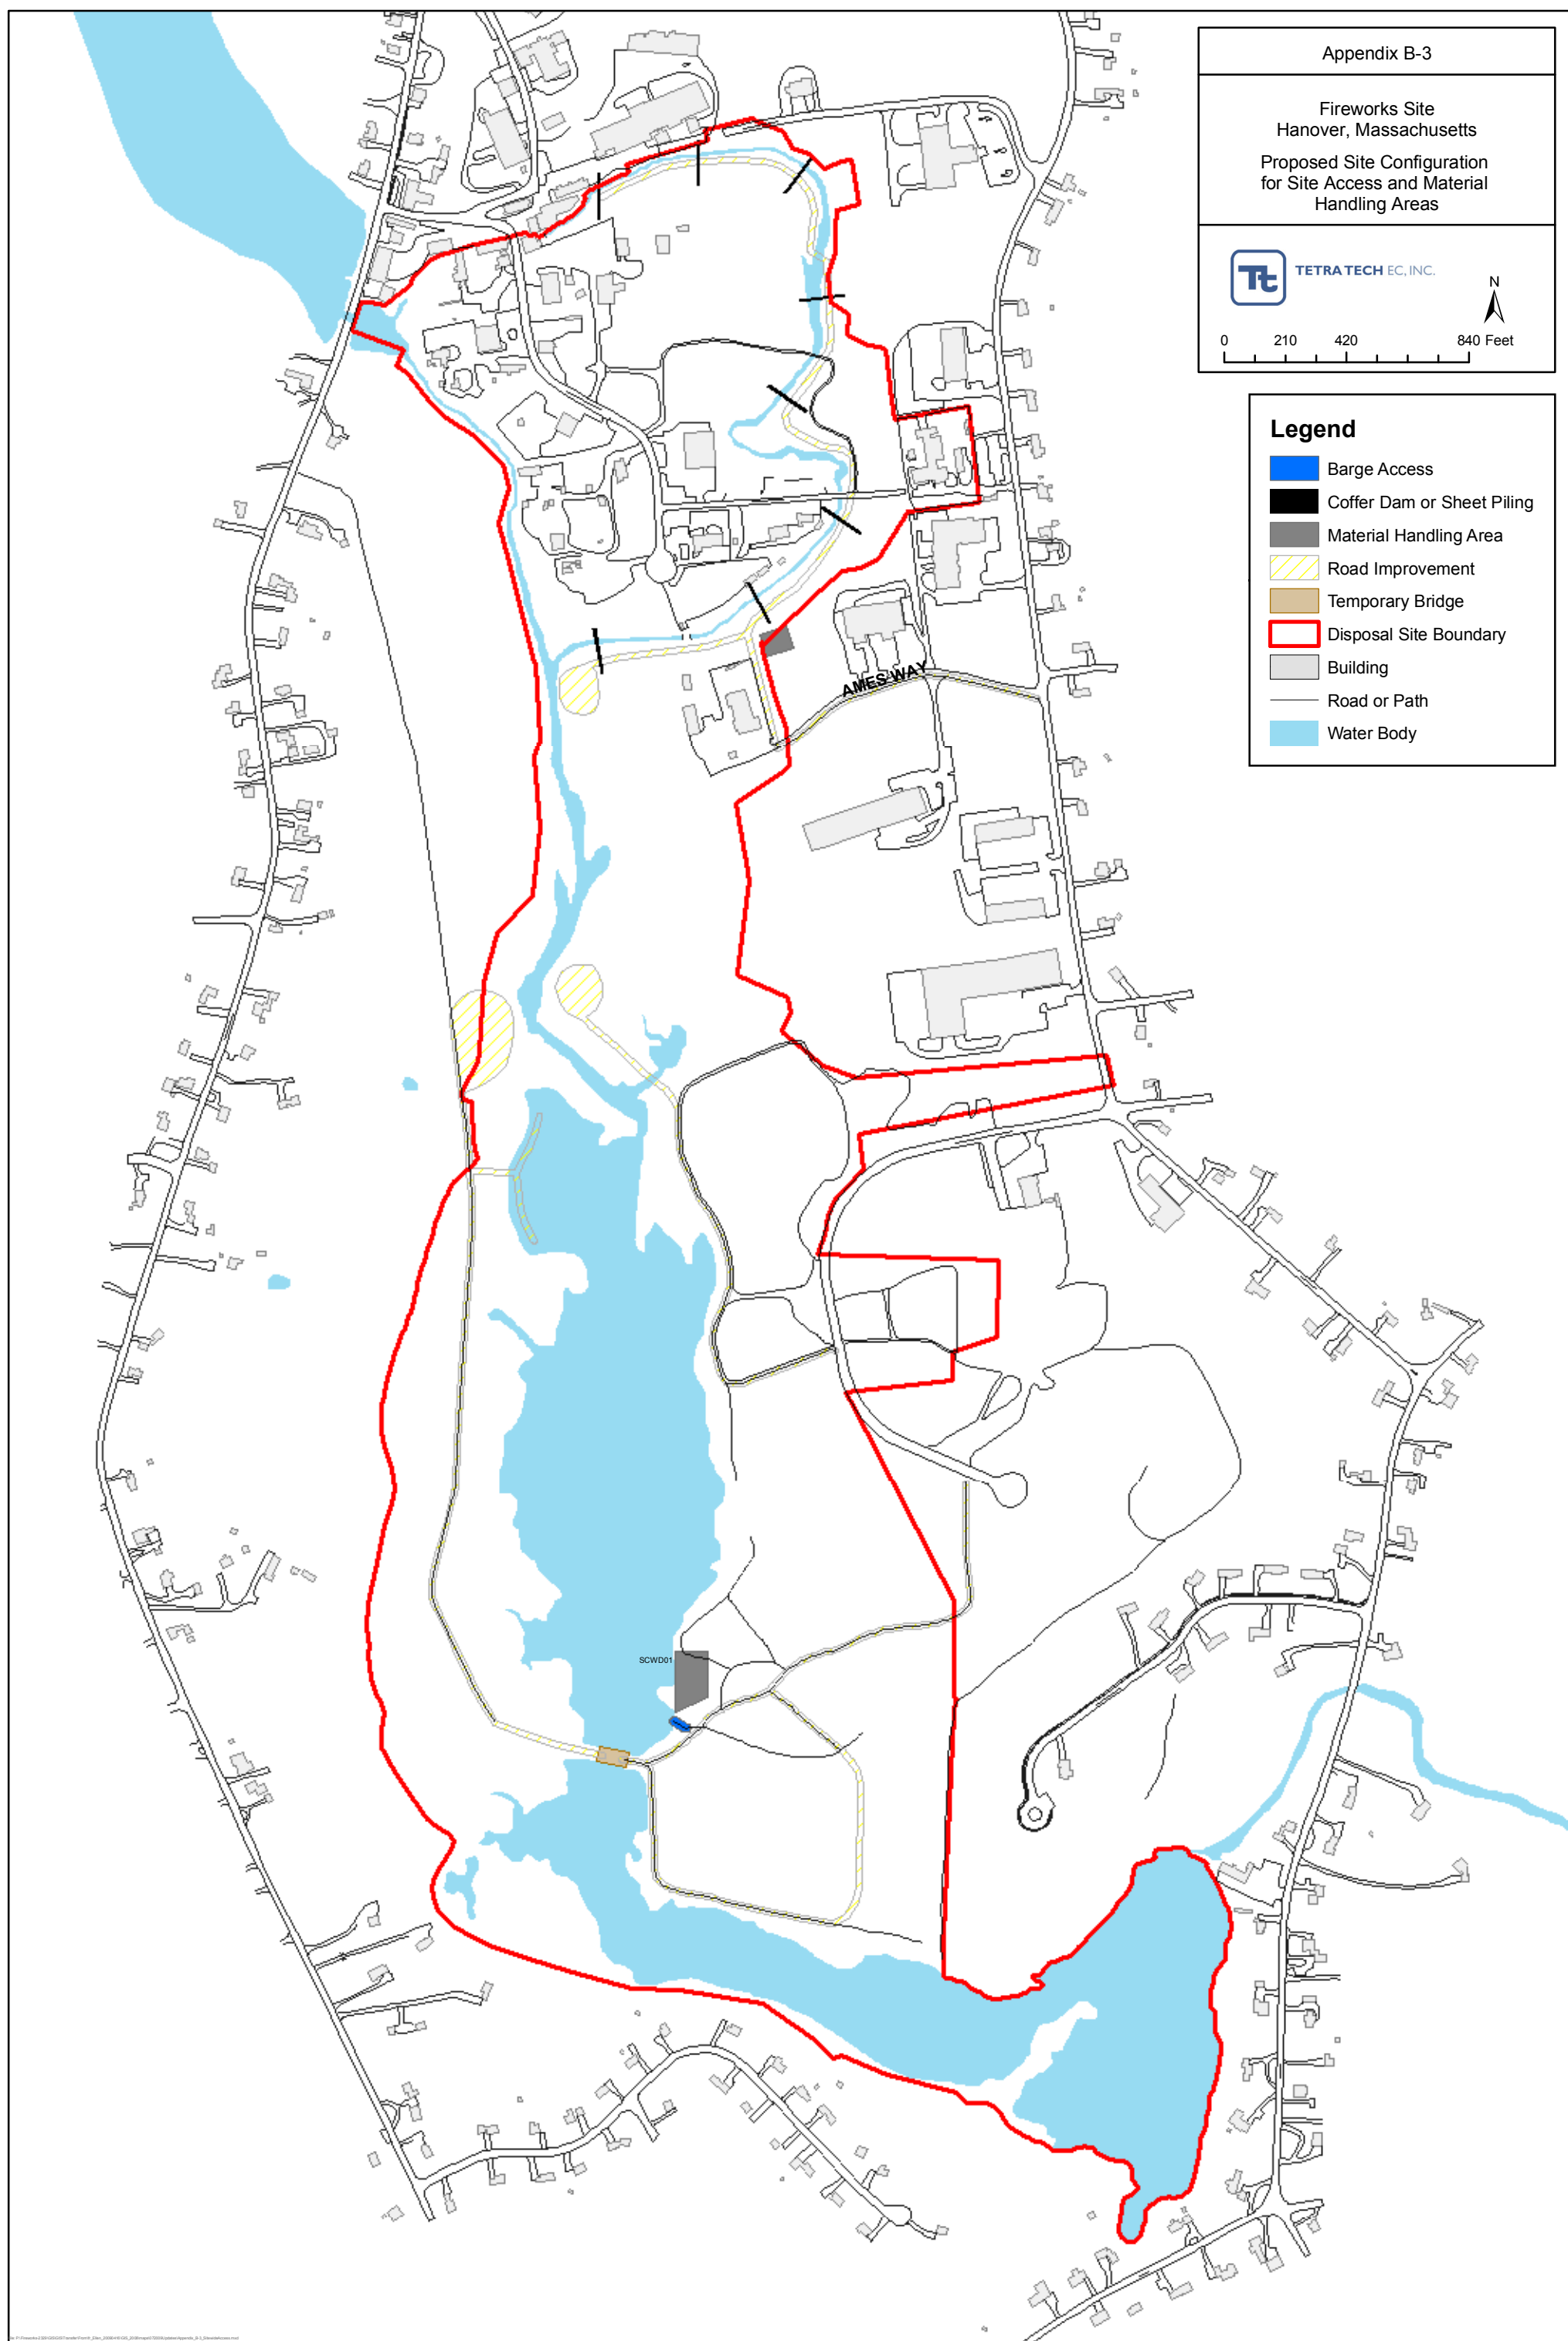 Appendix B-3
Fireworks Site
Hanover, Massachusetts
Proposed Site Configuration
for Site Access and Material
Handling Areas
Tt
TETRA TECH EC, INC.
N
0 210 420 840 Feet
Legend
Barge Access
Coffer Dam or Sheet Piling
Material Handling Area
Road Improvement
Temporary Bridge
Disposal Site Boundary
Building
Road or Path
Water Body
AMES WAY
SCWD01